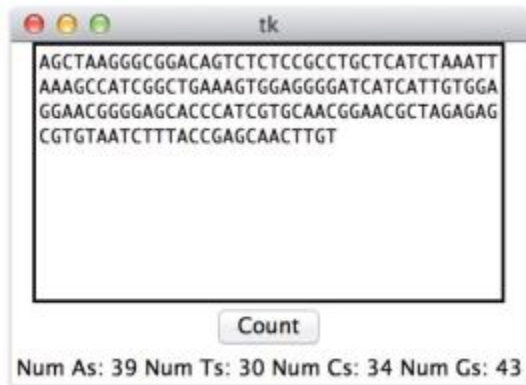 tk
AGCTAAGGGCGGACAGTCTCTCCGCCTGCTCATCTAAATT
AAAGCCATCGGCTGAAAGTGGAGGGGATCATCATTGTGGA
GGAACGGGGAGCACCCATCGTGCAACGGAACGCTAGAGAG
CGTGTAATCTTTACCGAGCAACTTGT
Count
Num As: 39 Num Ts: 30 Num Cs: 34 Num Gs: 43